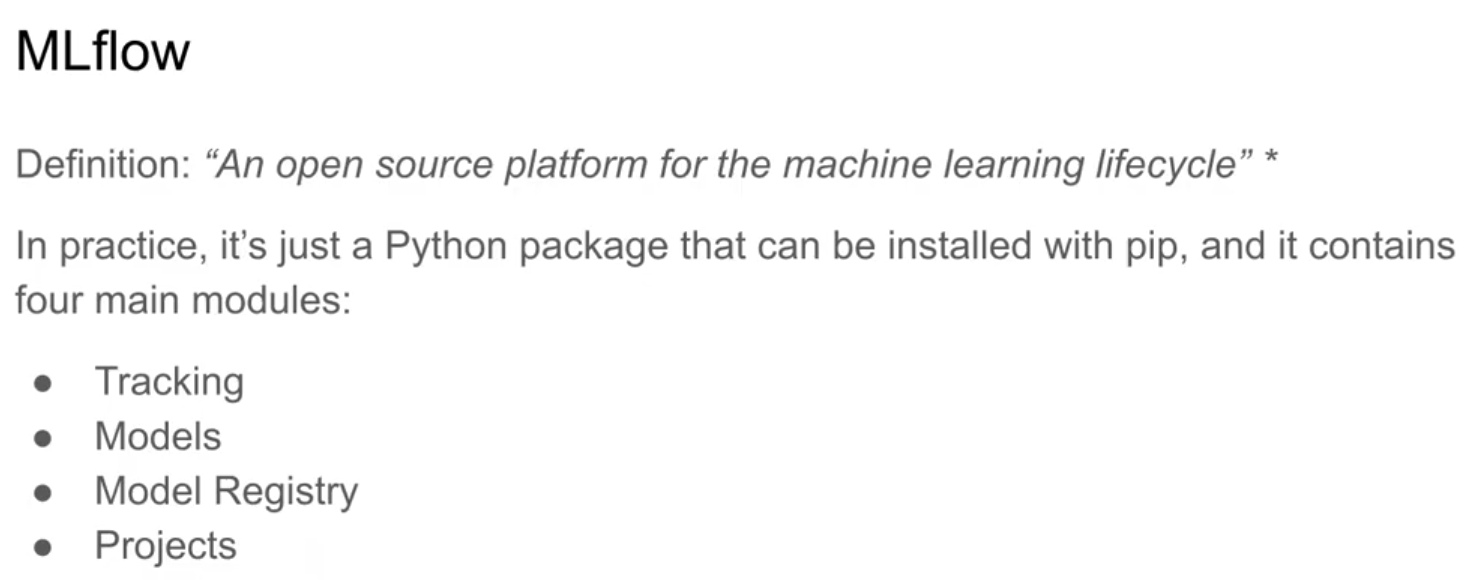 MLflow
Definition: “An open source platform for the machine learning lifecycle” *
In practice, it’s just a Python package that can be installed with pip, and it contains
four main modules:
● Tracking
● Models
● Model Registry
● Projects